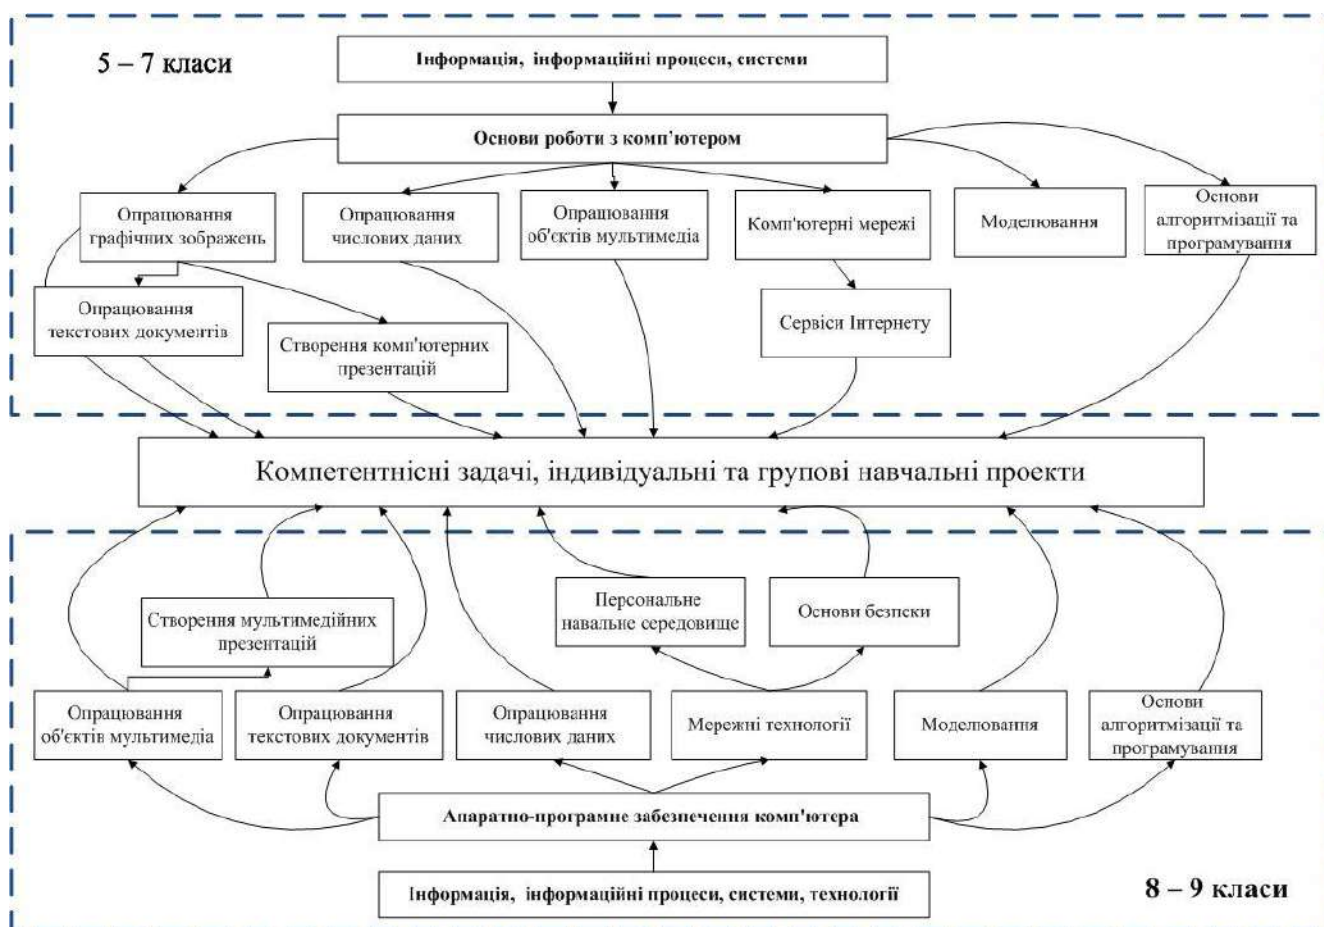 5 – 7 класи
Інформація, інформаційні процеси, системи
Основи роботи з комп'ютером
Опрацювання
графічних зображень
Опрацювання
числових даних
Опрацювання
об'єктів мультимедіа
Комп'ютерні мережі
Моделювання
Основи
алгоритмізації та
програмування
Опрацювання
текстових документів
Створення комп'ютерних
презентацій
Сервіси Інтернету
Компетентнісні задачі, індивідуальні та групові навчальні проекти
Створення мультимедійних
презентацій
Персональне
навальне середовище
Основи безпеки
Опрацювання
об'єктів мультимедіа
Опрацювання
текстових документів
Опрацювання
числових даних
Мережні технології
Моделювання
Основи
алгоритмізації та
програмування
Апаратно-програмне забезпечення комп'ютера
Інформація, інформаційні процеси, системи, технології
8 – 9 класи